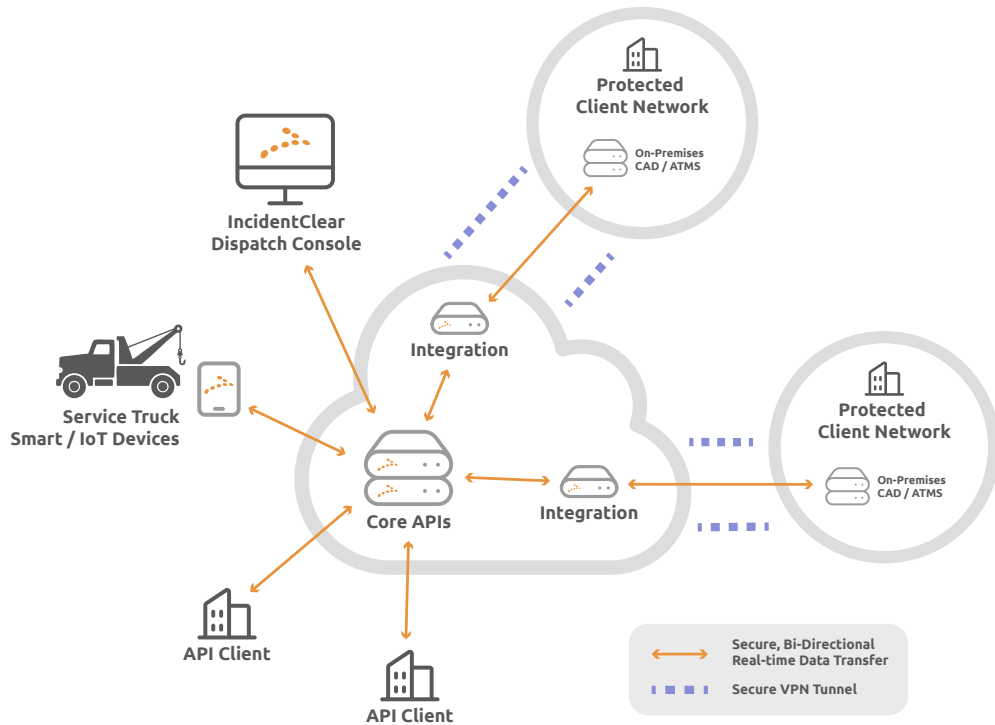 Protected
Client Network
On-Premises
CAD / ATMS
IncidentClear
Dispatch Console
Integration
Service Truck
Smart / IoT Devices
Protected
Client Network
On-Premises
CAD / ATMS
Core APIs
Integration
API Client
API Client
Secure, Bi-Directional
Real-time Data Transfer
Secure VPN Tunnel